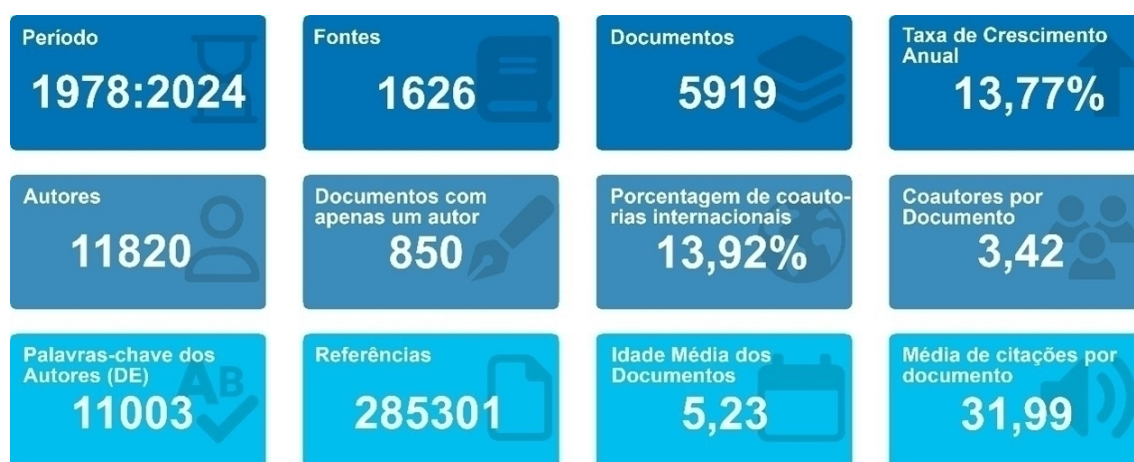 Período
1978:2024
Fontes
1626
Documentos
5919
Taxa de Crescimento
Anual
13,77%
Autores
11820
Documentos com
apenas um autor
850
Porcentagem de coauto-
rias internacionais
13,92%
Coautores por
Documento
3,42
Palavras-chave dos
Autores (DE)
11003
AB
Referências
285301
Idade Média dos
Documentos
5,23
Média de citações por
documento
31,99